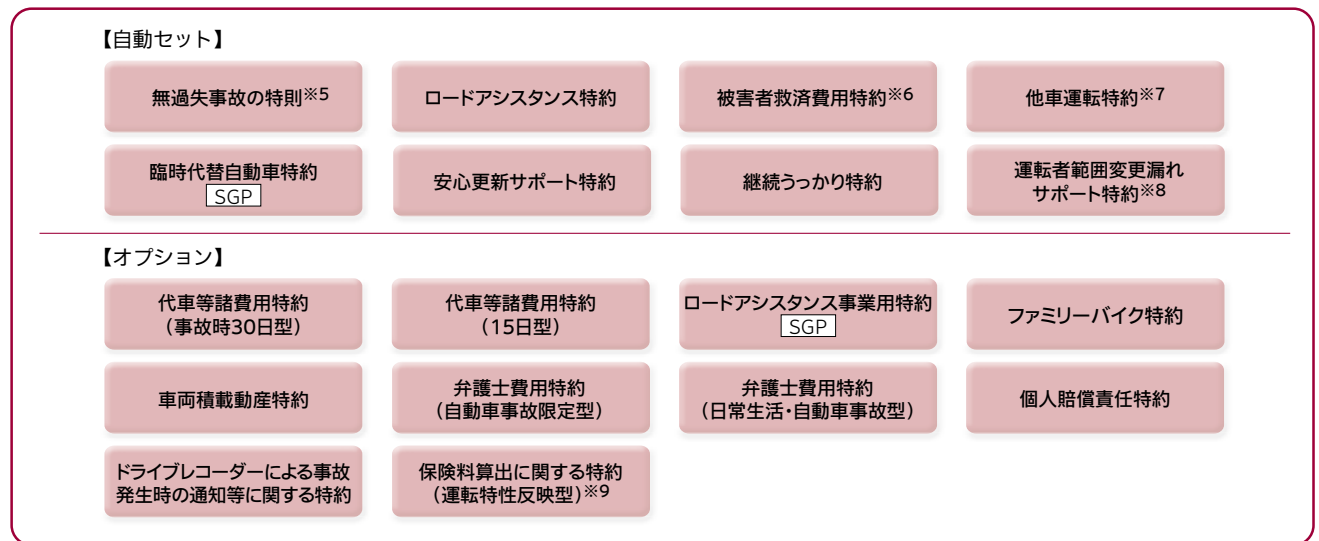 【自動セット】
無過失事故の特則※5
ロードアシスタンス特約
被害者救済費用特約※6
他車運転特約※7
臨時代替自動車特約
SGP
安心更新サポート特約
継続うっかり特約
運転者範囲変更漏れ
サポート特約※8
【オプション】
代車等諸費用特約
（事故時30日型）
代車等諸費用特約
（15日型）
ロードアシスタンス事業用特約
SGP
ファミリーバイク特約
車両積載動産特約
弁護士費用特約
（自動車事故限定型）
弁護士費用特約
（日常生活・自動車事故型）
個人賠償責任特約
ドライブレコーダーによる事故
発生時の通知等に関する特約
保険料算出に関する特約
（運転特性反映型）※9